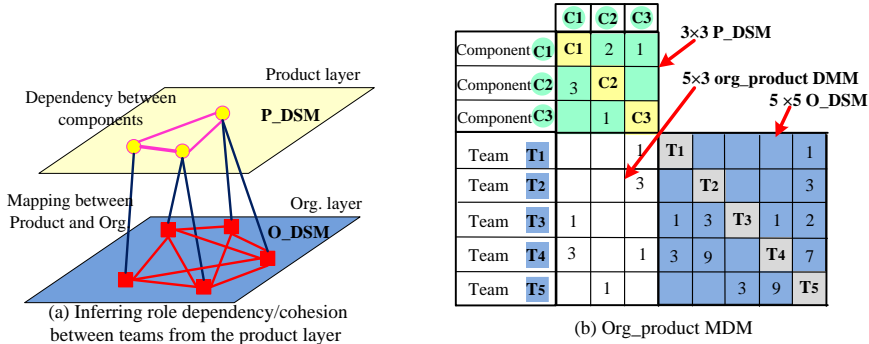 Product layer
Dependency between
components
P_DSM
Mapping between
Product and Org.
Org. layer
O_DSM
(a) Inferring role dependency/cohesion
between teams from the product layer
C1 C2 C3
Component C1 C1 2 1
Component C2 3 C2
Component C3 1 C3
3×3 P_DSM
5×3 org_product DMM
5 ×5 O_DSM
Team T1 1 T1 1
Team T2 3 T2 3
Team T3 1 1 3 T3 1 2
Team T4 3 1 3 9 T4 7
Team T5 1 3 9 T5
(b) Org_product MDM